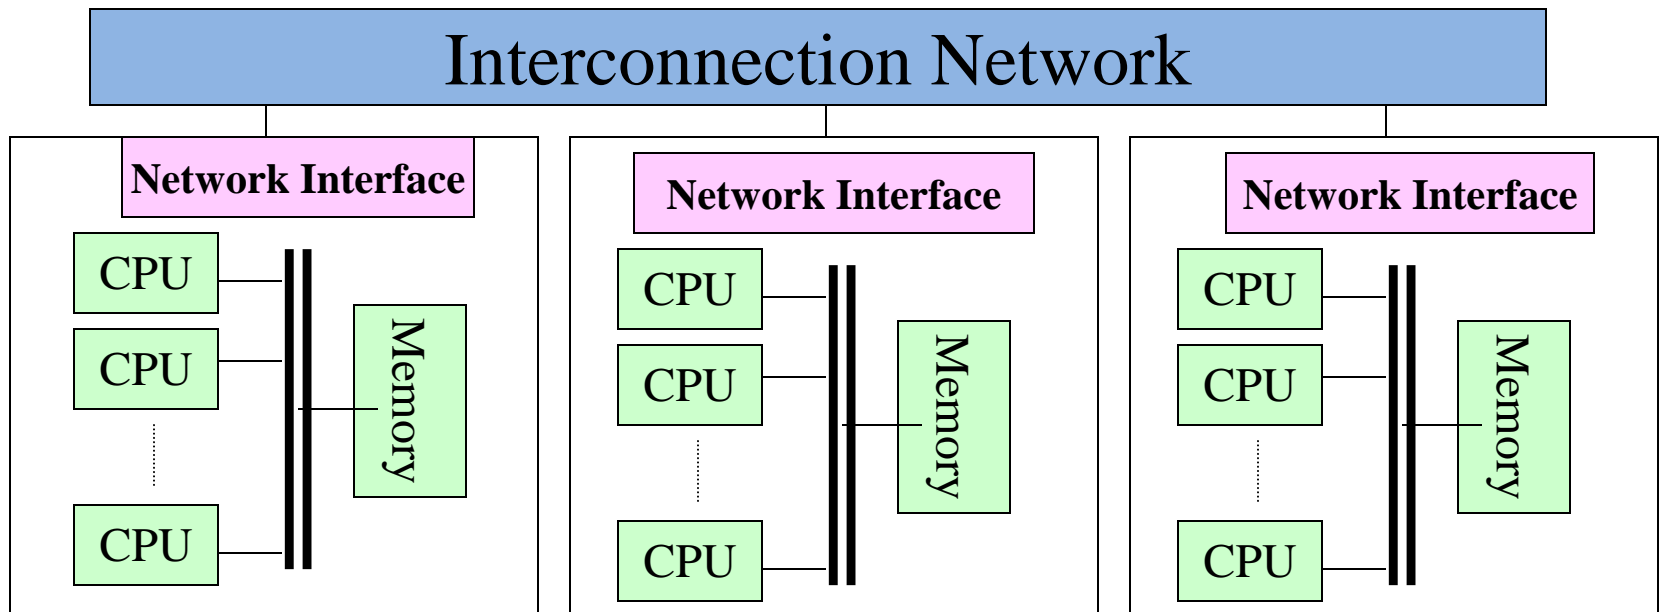 Interconnection Network
Network Interface
CPU
CPU
CPU
Memory
Network Interface
CPU
CPU
CPU
Memory
Network Interface
CPU
CPU
CPU
Memory